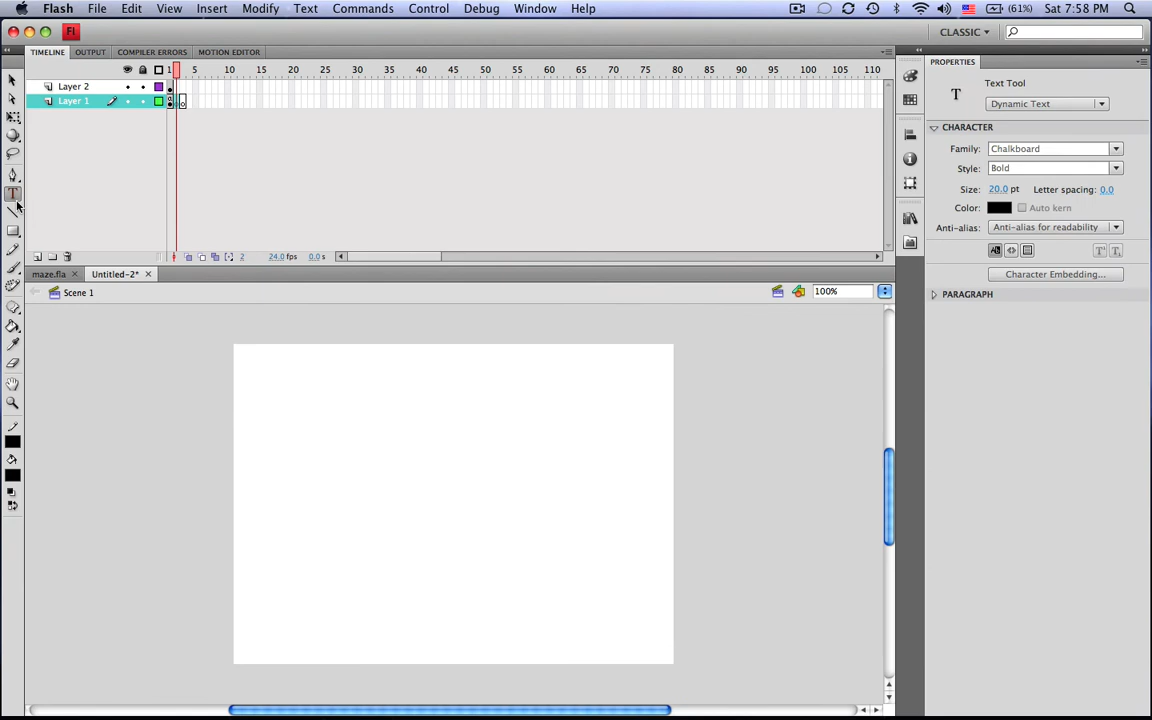 Flash File Edit View Insert Modify Text Commands Control Debug Window Help (61%) Sat 7:58 PM
Fl CLASSIC
TIMELINE OUTPUT COMPILER ERRORS MOTION EDITOR
1 5 10 15 20 25 30 35 40 45 50 55 60 65 70 75 80 85 90 95 100 105 110
Layer 2
Layer 1
2 24.0 fps 0.0 s
maze.fla Untitled-2*
Scene 1 100%
PROPERTIES
T Text Tool
Dynamic Text
CHARACTER
Family: Chalkboard
Style: Bold
Size: 20.0 pt Letter spacing: 0.0
Color: Auto kern
Anti-alias: Anti-alias for readability
Character Embedding...
PARAGRAPH